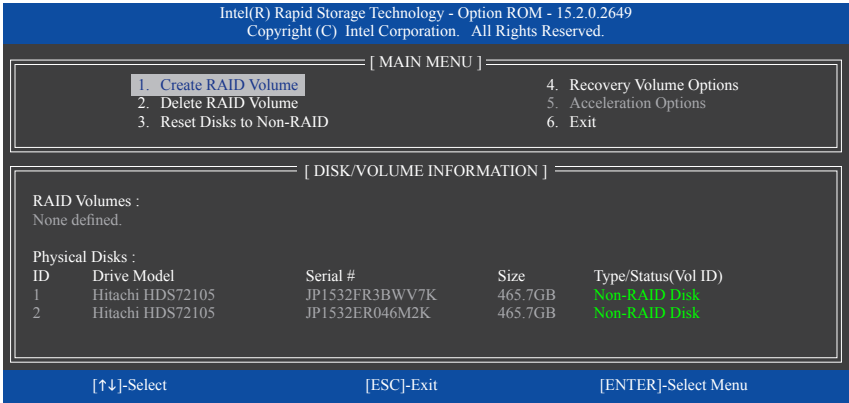 Intel(R) Rapid Storage Technology - Option ROM - 15.2.0.2649
Copyright (C) Intel Corporation. All Rights Reserved.
[ MAIN MENU ]
1. Create RAID Volume
2. Delete RAID Volume
3. Reset Disks to Non-RAID
4. Recovery Volume Options
5. Acceleration Options
6. Exit
[ DISK/VOLUME INFORMATION ]
RAID Volumes :
None defined.
Physical Disks :
ID Drive Model Serial # Size Type/Status(Vol ID)
1 Hitachi HDS72105 JP1532FR3BWV7K 465.7GB Non-RAID Disk
2 Hitachi HDS72105 JP1532ER046M2K 465.7GB Non-RAID Disk
[↑↓]-Select [ESC]-Exit [ENTER]-Select Menu